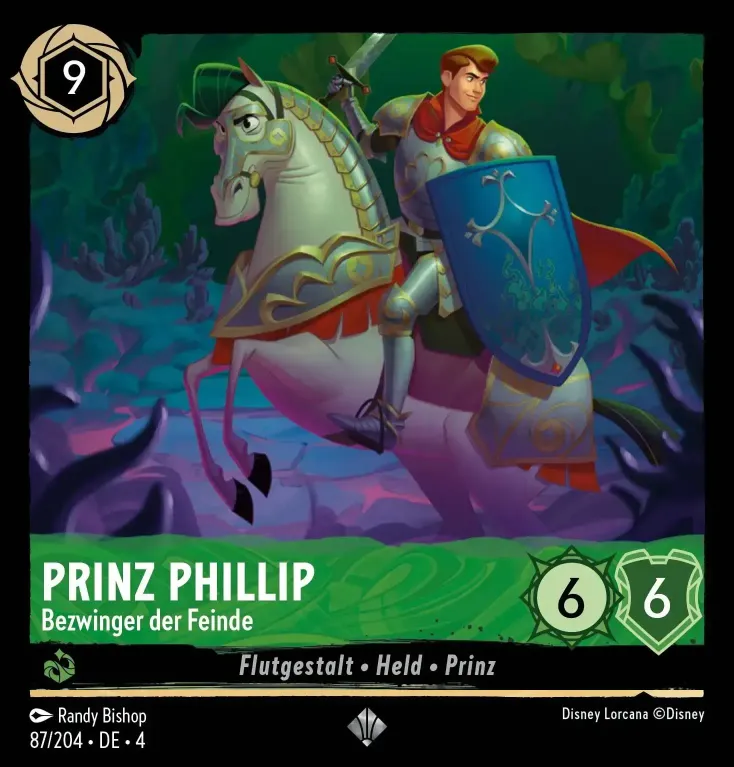 9
PRINZ PHILLIP
Bezwinger der Feinde
6
6
Flutgestalt • Held • Prinz
Randy Bishop
Disney Lorcana ©Disney
87/204 • DE • 4